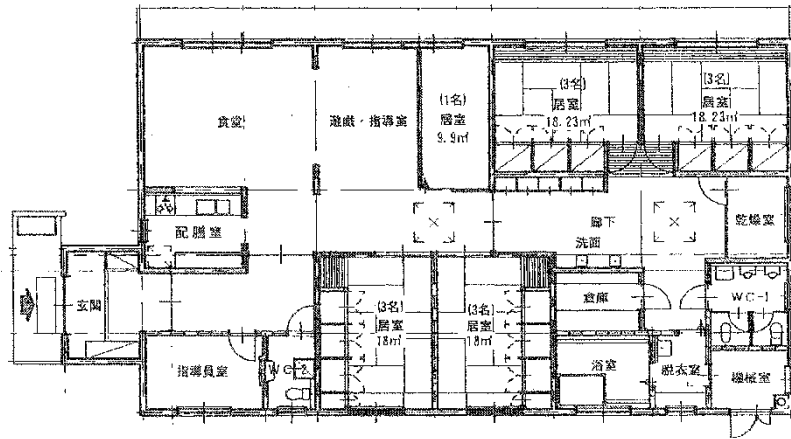 食堂
遊戯・指導室
(1名)
居室
9.9㎡
(3名)
居室
18.23㎡
(3名)
居室
18.23㎡
配膳室
廊下
洗面
乾燥室
玄関
(3名)
居室
18㎡
(3名)
居室
18㎡
倉庫
WC-1
指導員室
WC-2
浴室
脱衣室
機械室